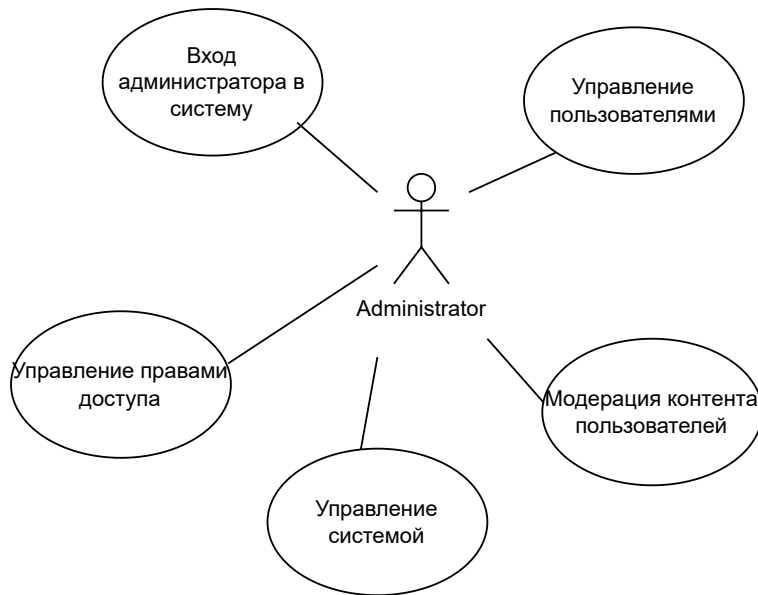 Вход
администратора в
систему
Управление
пользователями
Administrator
Управление правами
доступа
Модерация контента
пользователей
Управление
системой